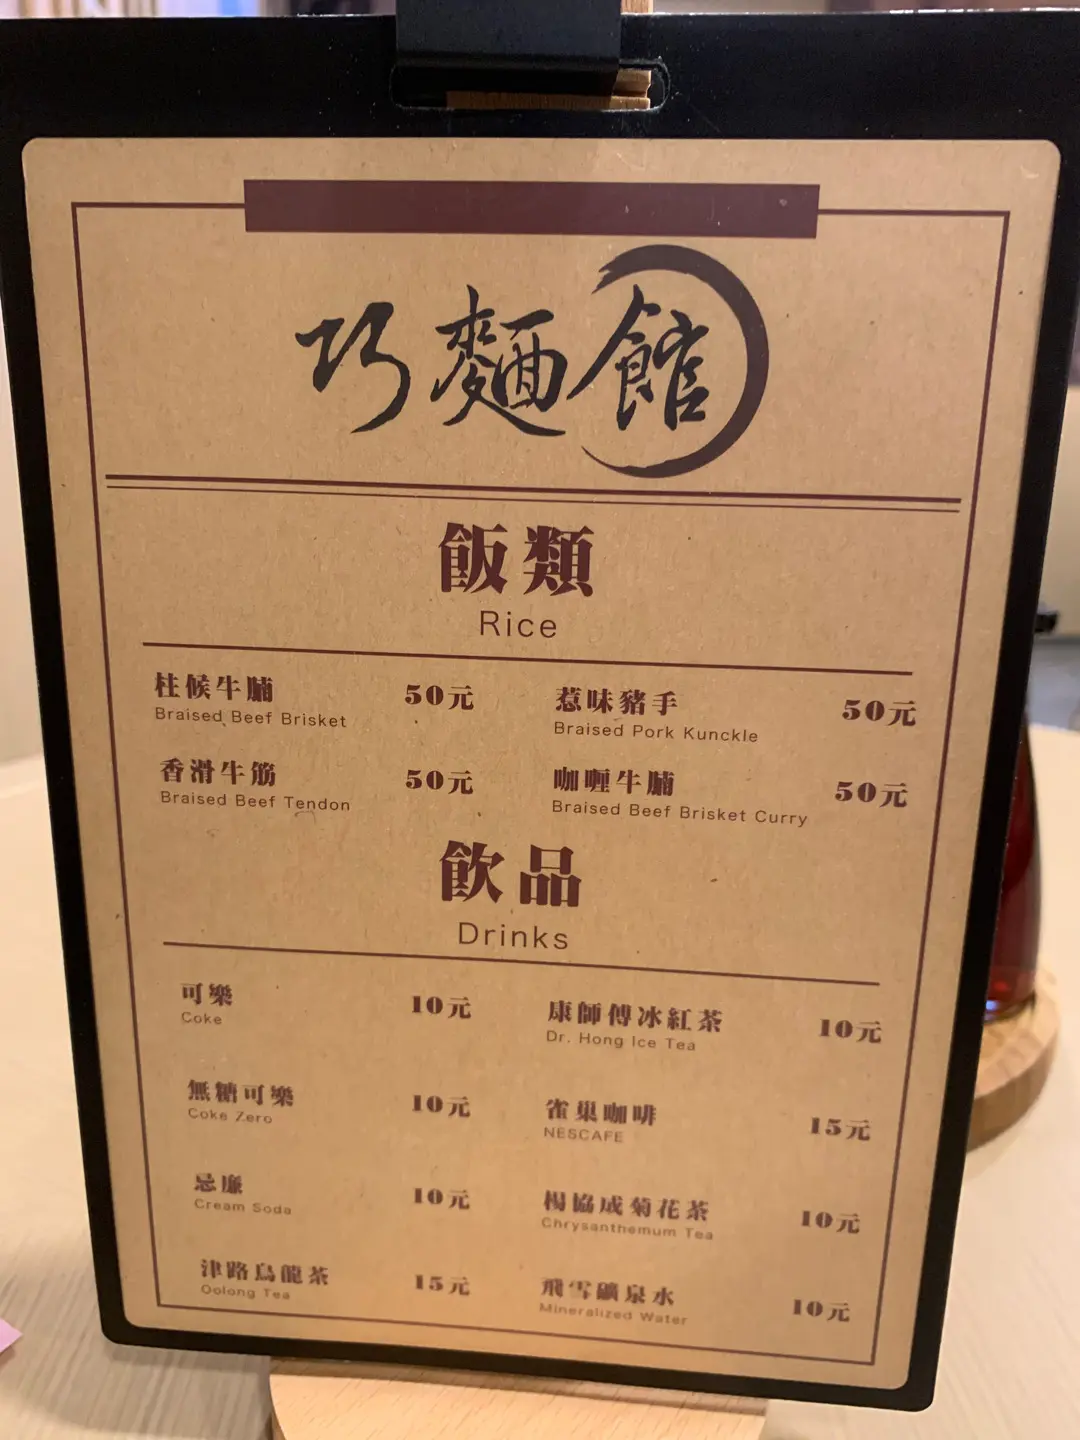 巧麵館
飯類
Rice
柱候牛腩 50元
Braised Beef Brisket
惹味豬手 50元
Braised Pork Kunckle
香滑牛筋 50元
Braised Beef Tendon
咖喱牛腩 50元
Braised Beef Brisket Curry
飲品
Drinks
可樂 10元
Coke
康師傅冰紅茶 10元
Dr. Hong Ice Tea
無糖可樂 10元
Coke Zero
雀巢咖啡 15元
NESCAFE
忌廉 10元
Cream Soda
楊協成菊花茶 10元
Chrysanthemum Tea
津路烏龍茶 15元
Oolong Tea
飛雪礦泉水 10元
Mineralized Water